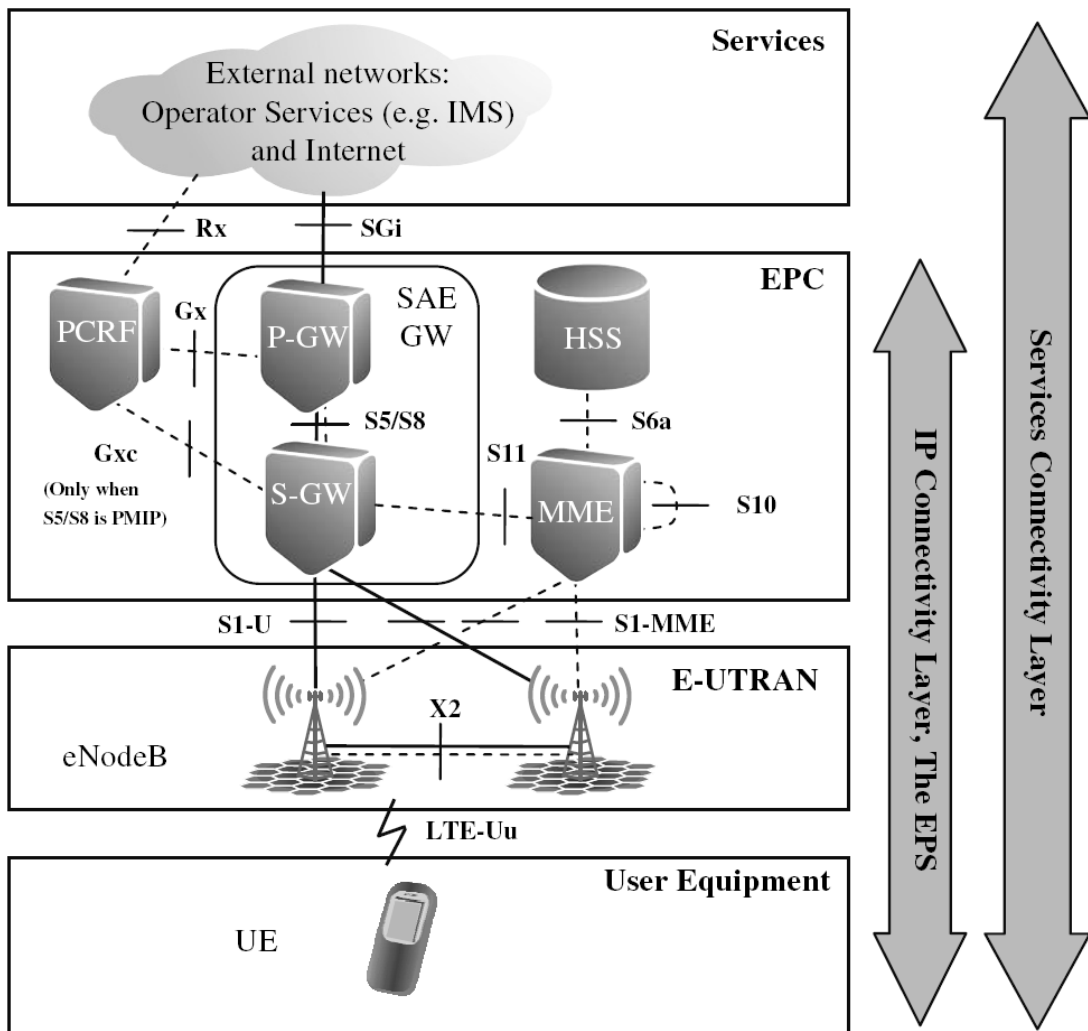 Services
External networks:
Operator Services (e.g. IMS)
and Internet
Rx
SGi
EPC
SAE
GW
PCRF
Gx
P-GW
HSS
S5/S8
S6a
Gxc
(Only when
S5/S8 is PMIP)
S-GW
S11
MME
S10
S1-U
S1-MME
E-UTRAN
X2
eNodeB
LTE-Uu
User Equipment
UE
IP Connectivity Layer, The EPS
Services Connectivity Layer